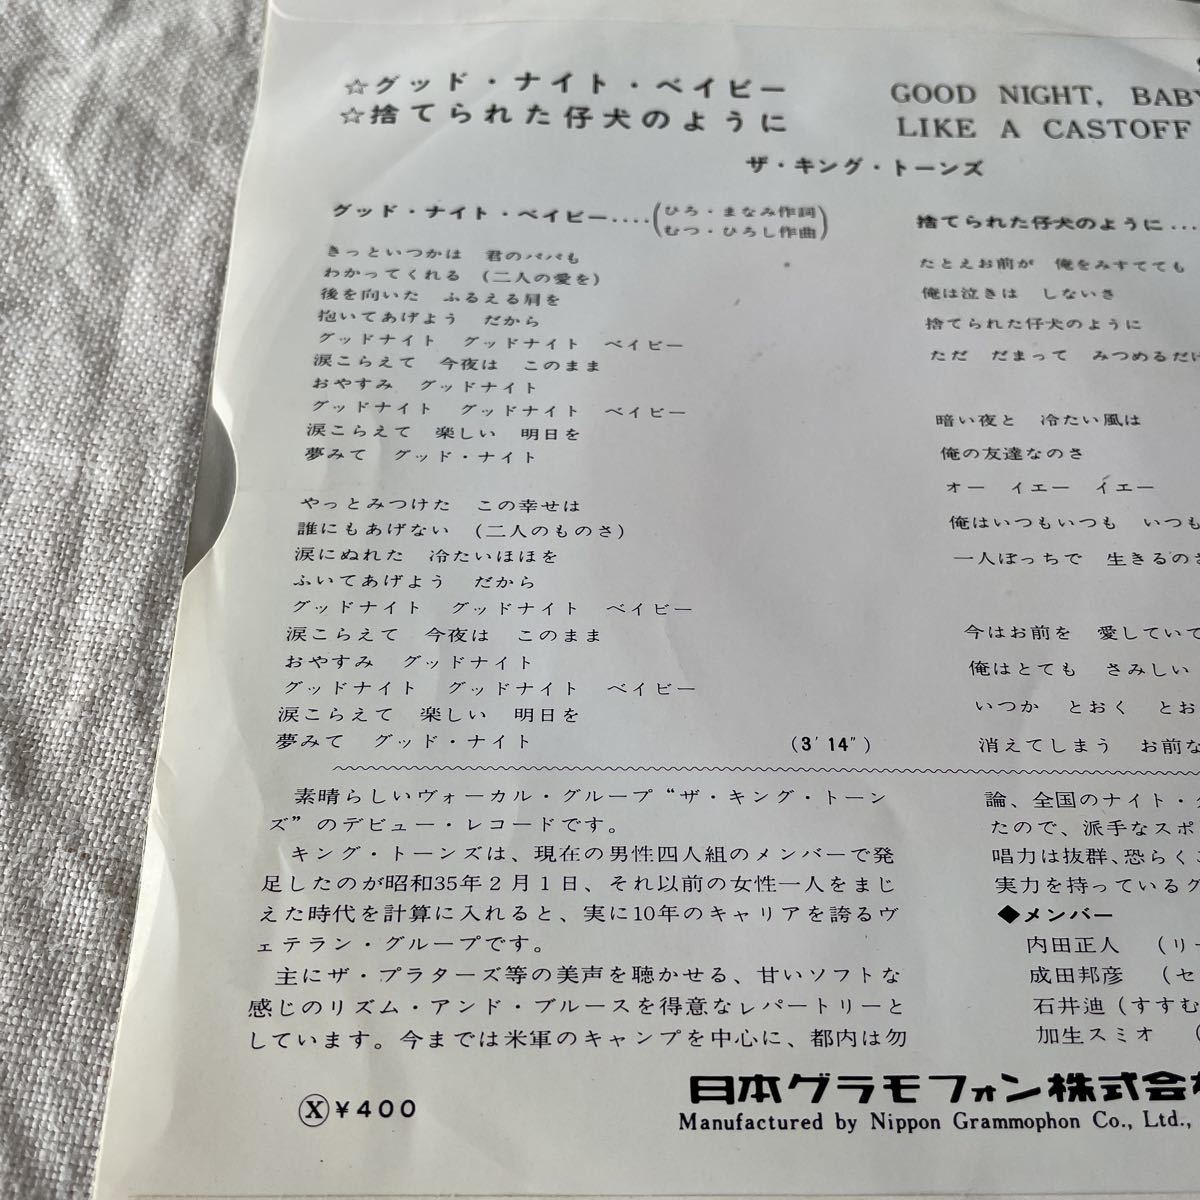 ☆グッド・ナイト・ベイビー
☆捨てられた仔犬のように
GOOD NIGHT, BABY
LIKE A CASTOFF
ザ・キング・トーンズ
グッド・ナイト・ベイビー....(ひろ・まなみ作詞
むつ・ひろし作曲)
きっといつかは 君のパパも
わかってくれる (二人の愛を)
後を向いた ふるえる肩を
抱いてあげよう だから
グッドナイト グッドナイト ベイビー
涙こらえて 今夜は このまま
おやすみ グッドナイト
グッドナイト グッドナイト ベイビー
涙こらえて 楽しい 明日を
夢みて グッド・ナイト
やっとみつけた この幸せは
誰にもあげない (二人のものさ)
涙にぬれた 冷たいほほを
ふいてあげよう だから
グッドナイト グッドナイト ベイビー
涙こらえて 今夜は このまま
おやすみ グッドナイト
グッドナイト グッドナイト ベイビー
涙こらえて 楽しい 明日を
夢みて グッド・ナイト
(3′14″)
捨てられた仔犬のように...
たとえお前が 俺をみすてても
俺は泣きは しないさ
捨てられた仔犬のように
ただ だまって みつめるだけ
暗い夜と 冷たい風は
俺の友達なのさ
オー イエー イエー
俺はいつもいつも いつも
一人ぼっちで 生きるのさ
今はお前を 愛していて
俺はとても さみしい
いつか とおく とお
消えてしまう お前な
素晴らしいヴォーカル・グループ“ザ・キング・トーン
ズ”のデビュー・レコードです。
キング・トーンズは、現在の男性四人組のメンバーで発
足したのが昭和35年2月1日、それ以前の女性一人をまじ
えた時代を計算に入れると、実に10年のキャリアを誇るヴ
ェテラン・グループです。
主にザ・プラターズ等の美声を聴かせる、甘いソフトな
感じのリズム・アンド・ブルースを得意なレパートリーと
しています。今までは米軍のキャンプを中心に、都内は勿
論、全国のナイト・ク
たので、派手なスポ
唱力は抜群、恐らくこ
実力を持っているグ
◆メンバー
内田正人 (リー
成田邦彦 (セ
石井迪(すすむ
加生スミオ (
Ⓧ¥400
日本グラモフォン株式会社
Manufactured by Nippon Grammophon Co., Ltd.,